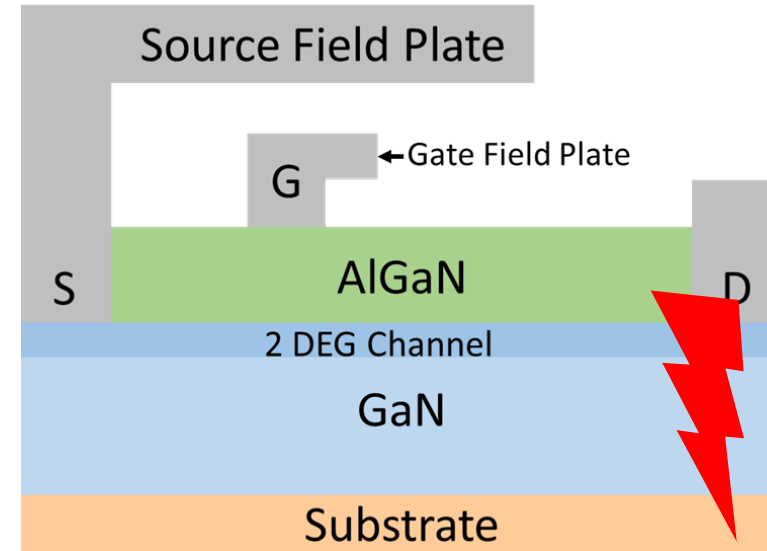 Source Field Plate
Gate Field Plate
G
AlGaN
S
D
2 DEG Channel
GaN
Substrate